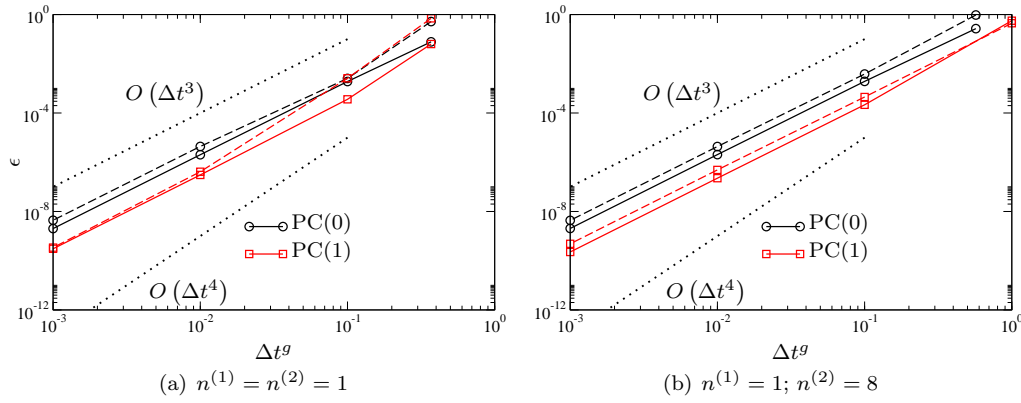 10^0
10^-4
10^-8
10^-12
ϵ
O (Δt^3)
O (Δt^4)
PC(0)
PC(1)
10^-3 10^-2 10^-1 10^0
Δt^g
(a) n^(1) = n^(2) = 1
10^0
10^-4
10^-8
10^-12
O (Δt^3)
O (Δt^4)
PC(0)
PC(1)
10^-3 10^-2 10^-1 10^0
Δt^g
(b) n^(1) = 1; n^(2) = 8